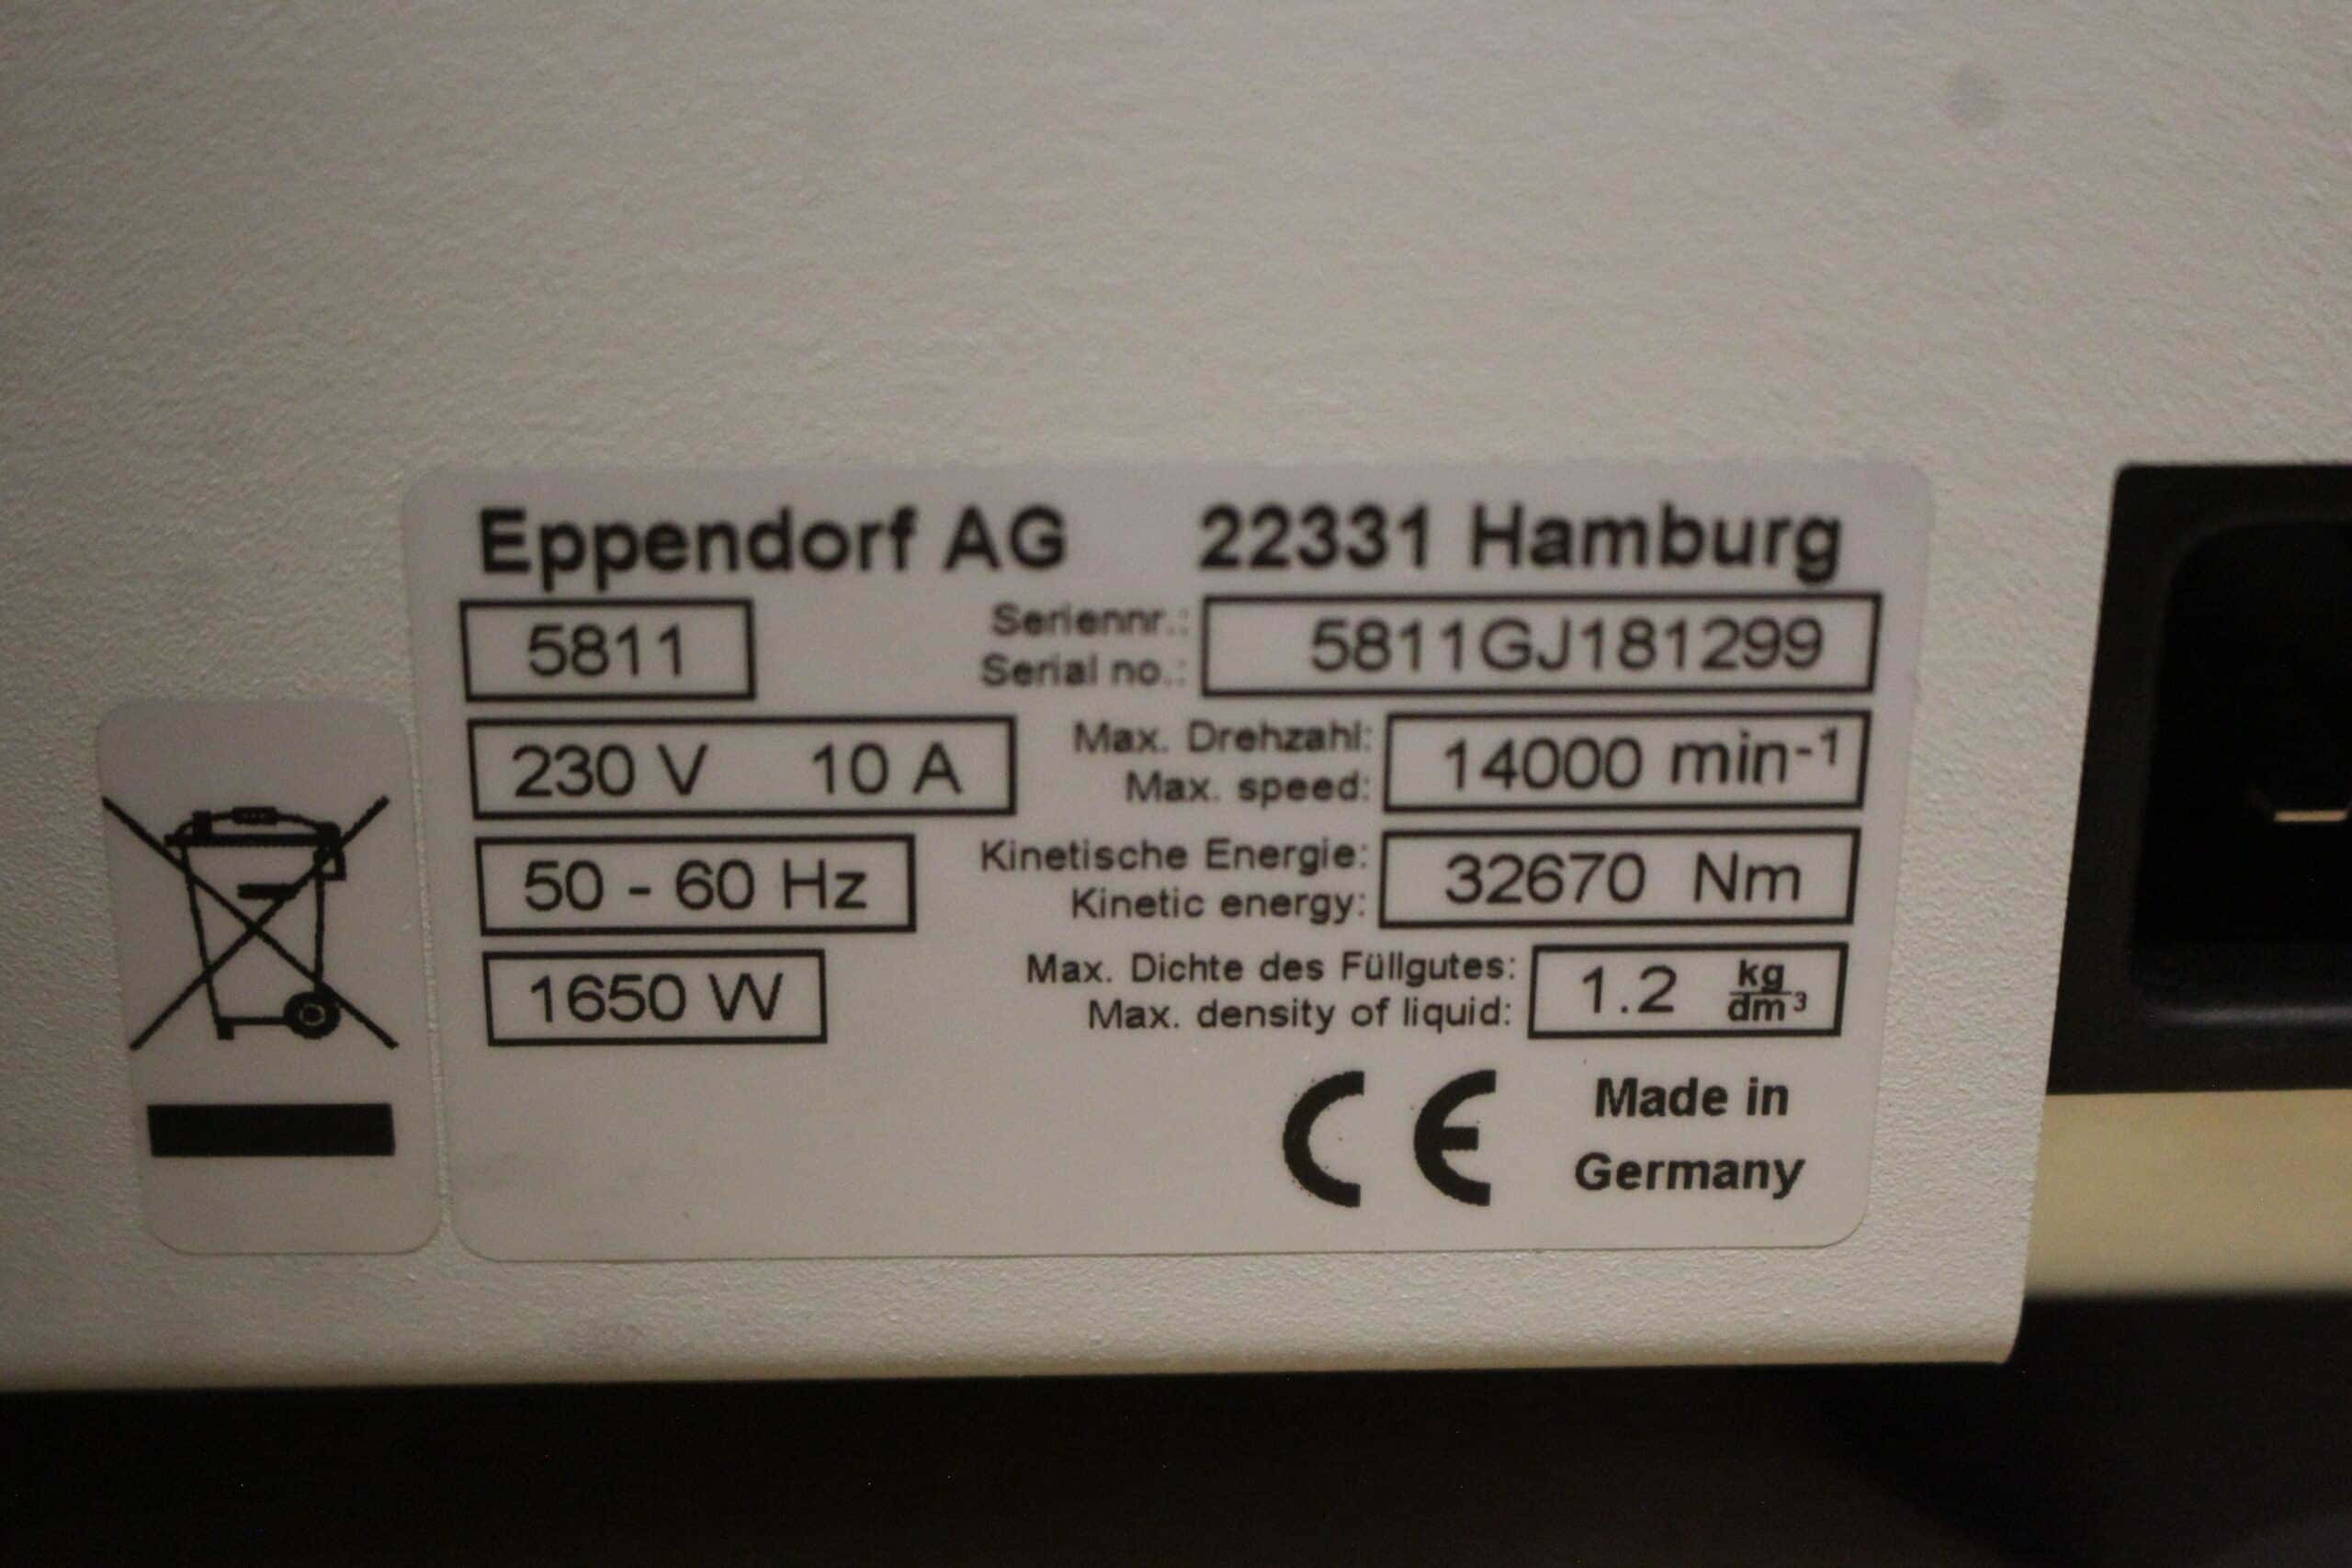 Eppendorf AG 22331 Hamburg
5811
Seriennr.:
Serial no.:
5811GJ181299
230 V 10 A
Max. Drehzahl:
Max. speed:
14000 min-1
50 - 60 Hz
Kinetische Energie:
Kinetic energy:
32670 Nm
1650 W
Max. Dichte des Füllgutes:
Max. density of liquid:
1.2 kg/dm³
CE
Made in
Germany